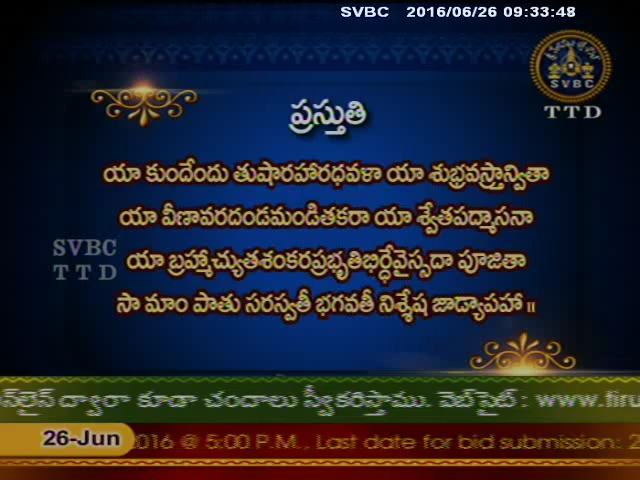 SVBC 2016/06/26 09:33:48
SVBC
TTD
ప్రస్తుతి
యా కుందేందు తుషారహారధవళా యా శుభ్రవస్త్రాన్వితా
యా వీణావరదండమండితకరా యా శ్వేతపద్మాసనా
SVBC
TTD
యా బ్రహ్మాచ్యుతశంకరప్రభృతిభిర్దేవైస్సదా పూజితా
సా మాం పాతు సరస్వతీ భగవతీ నిశ్శేష జాడ్యాపహా ॥
ద్వారా కూడా చందాలు స్వీకరిస్తాము. వెబ్‌సైట్ : www.tiru
26-Jun 2016 @ 5:00 P.M., Last date for bid submission: 2